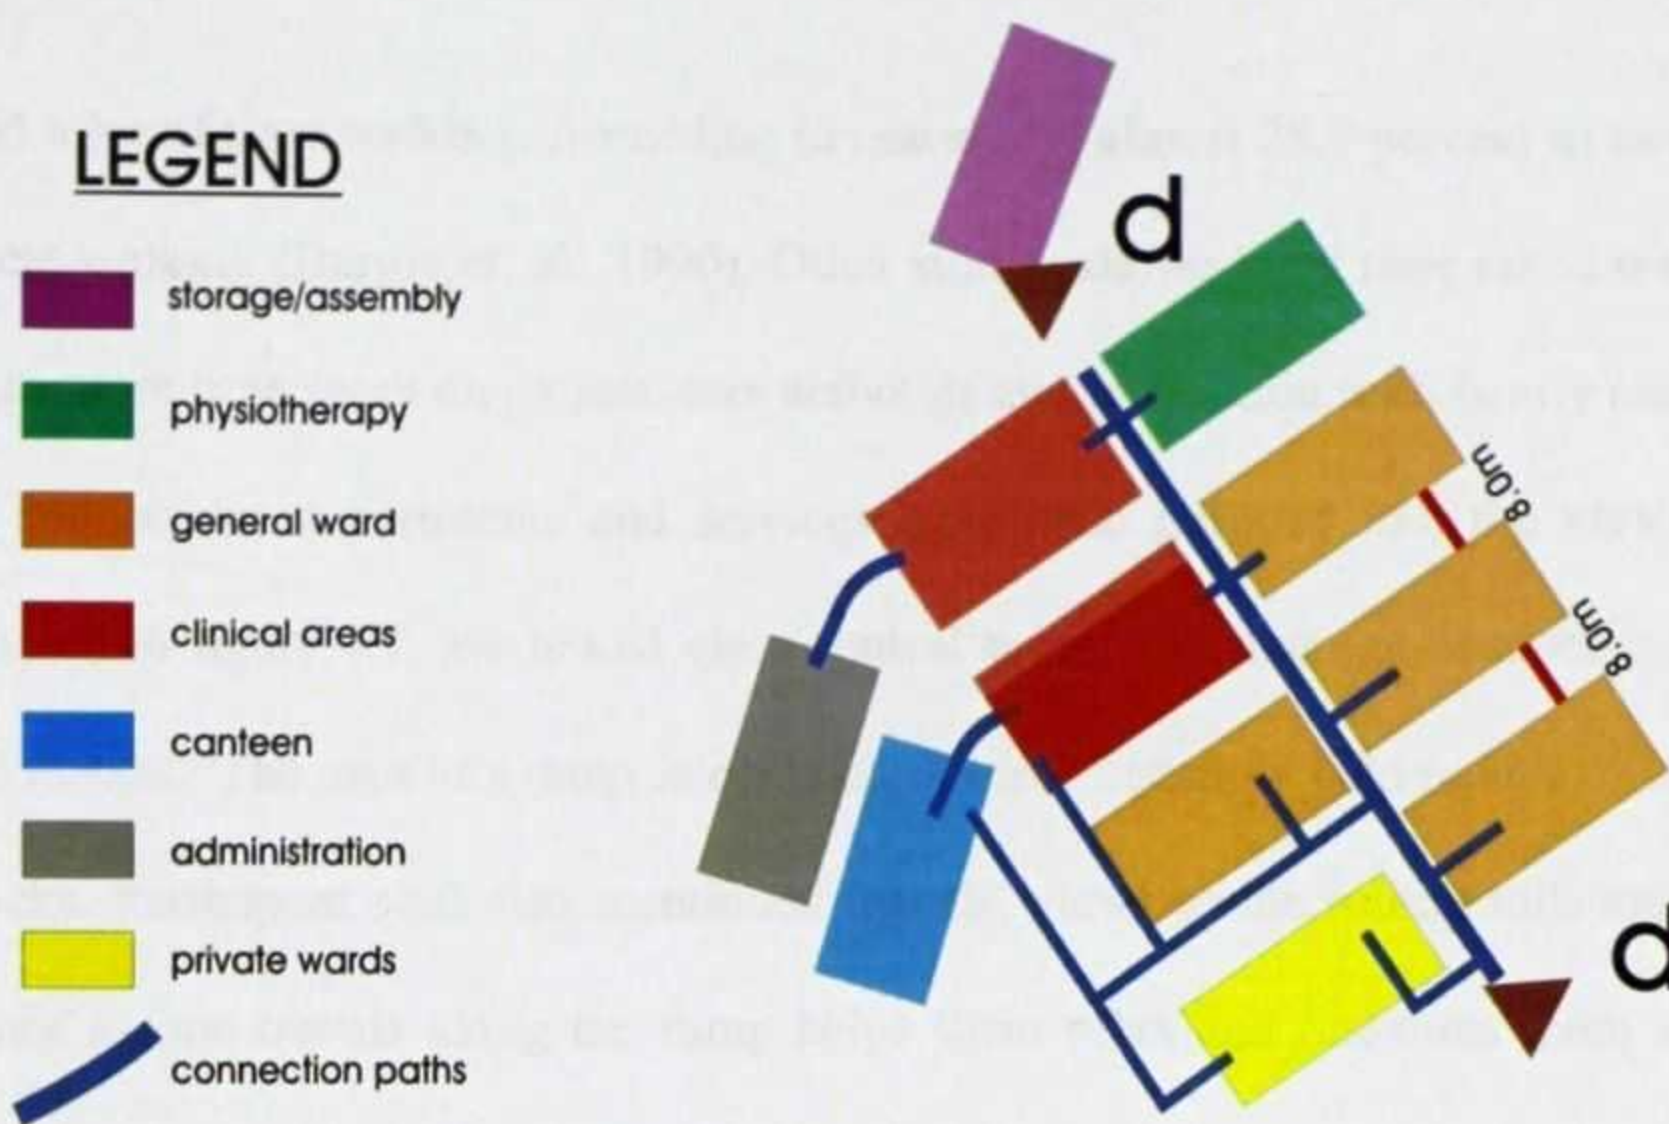 LEGEND
storage/assembly
physiotherapy
general ward
clinical areas
canteen
administration
private wards
connection paths
d
8.0m
8.0m
d